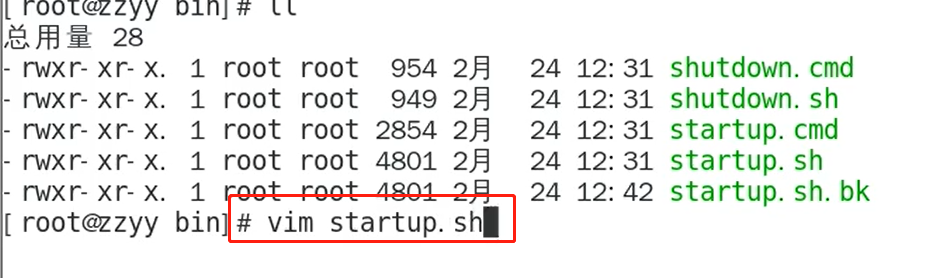 [root@zzyy bin]# ll
总用量 28
-rwxr-xr-x. 1 root root  954 2月  24 12:31 shutdown.cmd
-rwxr-xr-x. 1 root root  949 2月  24 12:31 shutdown.sh
-rwxr-xr-x. 1 root root 2854 2月  24 12:31 startup.cmd
-rwxr-xr-x. 1 root root 4801 2月  24 12:31 startup.sh
-rwxr-xr-x. 1 root root 4801 2月  24 12:42 startup.sh.bk
[root@zzyy bin]# vim startup.sh